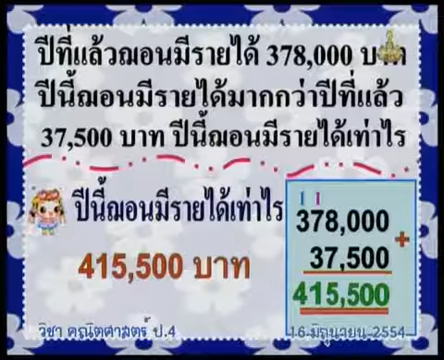 ปีที่แล้วฌอนมีรายได้ 378,000 บาท
ปีนี้ฌอนมีรายได้มากกว่าปีที่แล้ว
37,500 บาท ปีนี้ฌอนมีรายได้เท่าไร
ปีนี้ฌอนมีรายได้เท่าไร
415,500 บาท
1 1
378,000
+
37,500
415,500
วิชา คณิตศาสตร์ ป.4
16 มิถุนายน 2554